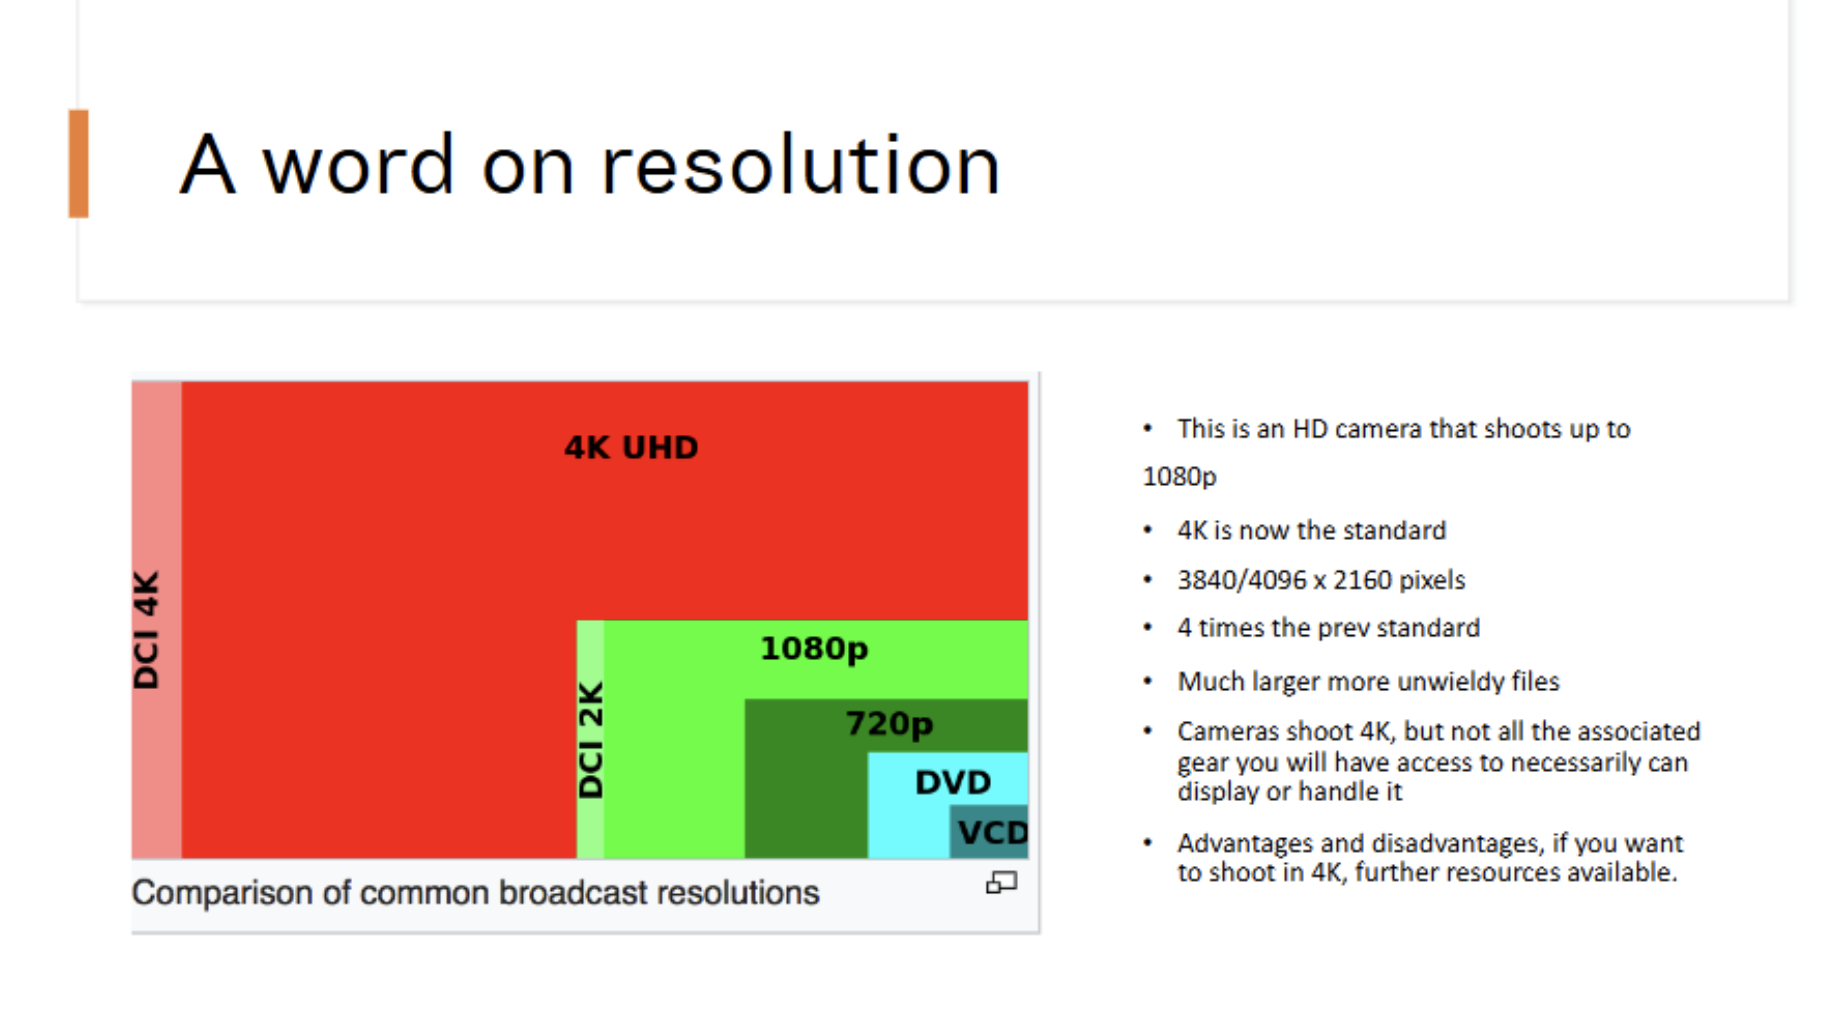 A word on resolution
4K UHD
DCI 4K
1080p
DCI 2K
720p
DVD
VCD
Comparison of common broadcast resolutions
• This is an HD camera that shoots up to
1080p
• 4K is now the standard
• 3840/4096 x 2160 pixels
• 4 times the prev standard
• Much larger more unwieldy files
• Cameras shoot 4K, but not all the associated
gear you will have access to necessarily can
display or handle it
• Advantages and disadvantages, if you want
to shoot in 4K, further resources available.